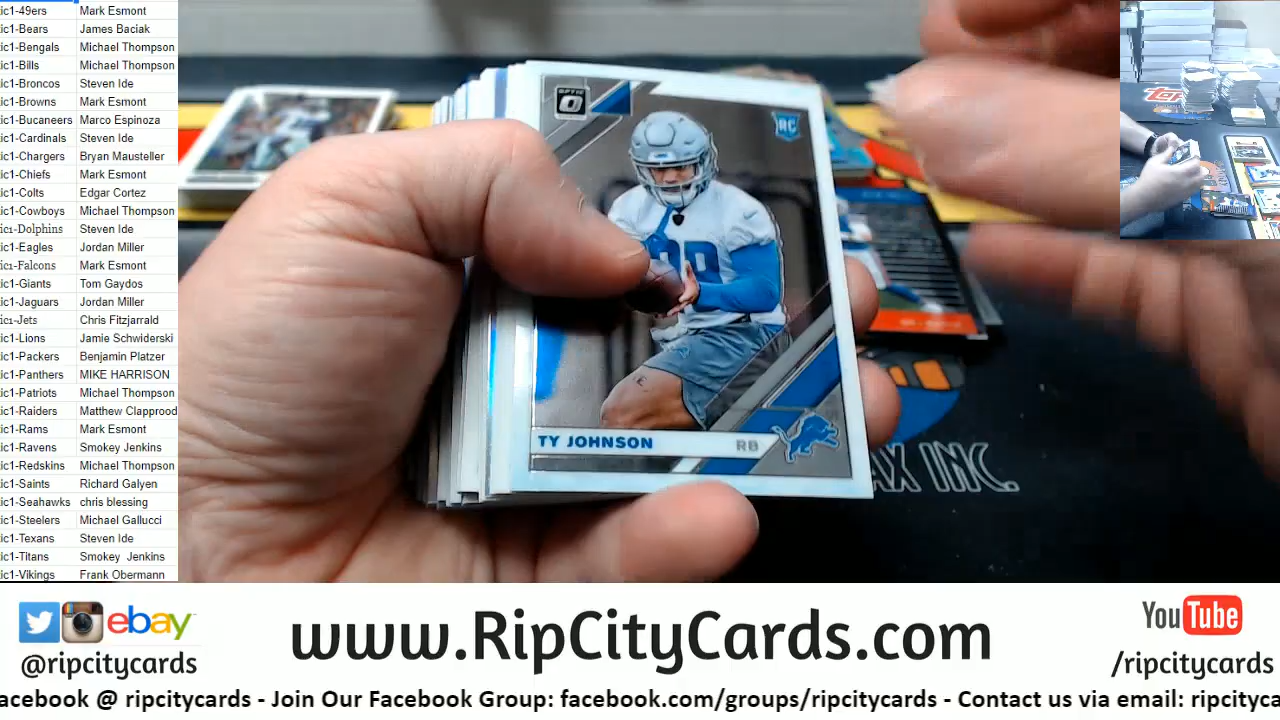 ic1-49ers Mark Esmont
ic1-Bears James Baciak
ic1-Bengals Michael Thompson
ic1-Bills Michael Thompson
ic1-Broncos Steven Ide
ic1-Browns Mark Esmont
ic1-Bucaneers Marco Espinoza
ic1-Cardinals Steven Ide
ic1-Chargers Bryan Mausteller
ic1-Chiefs Mark Esmont
ic1-Colts Edgar Cortez
ic1-Cowboys Michael Thompson
ic1-Dolphins Steven Ide
ic1-Eagles Jordan Miller
ic1-Falcons Mark Esmont
ic1-Giants Tom Gaydos
ic1-Jaguars Jordan Miller
ic1-Jets Chris Fitzjarrald
ic1-Lions Jamie Schwiderski
ic1-Packers Benjamin Platzer
ic1-Panthers MIKE HARRISON
ic1-Patriots Michael Thompson
ic1-Raiders Matthew Clapprood
ic1-Rams Mark Esmont
ic1-Ravens Smokey Jenkins
ic1-Redskins Michael Thompson
ic1-Saints Richard Galyen
ic1-Seahawks chris blessing
ic1-Steelers Michael Gallucci
ic1-Texans Steven Ide
ic1-Titans Smokey Jenkins
ic1-Vikings Frank Obermann
OPTIC
RC
TY JOHNSON RB
AX INC.
ebay
@ripcitycards
www.RipCityCards.com
YouTube
/ripcitycards
acebook @ ripcitycards - Join Our Facebook Group: facebook.com/groups/ripcitycards - Contact us via email: ripcityca